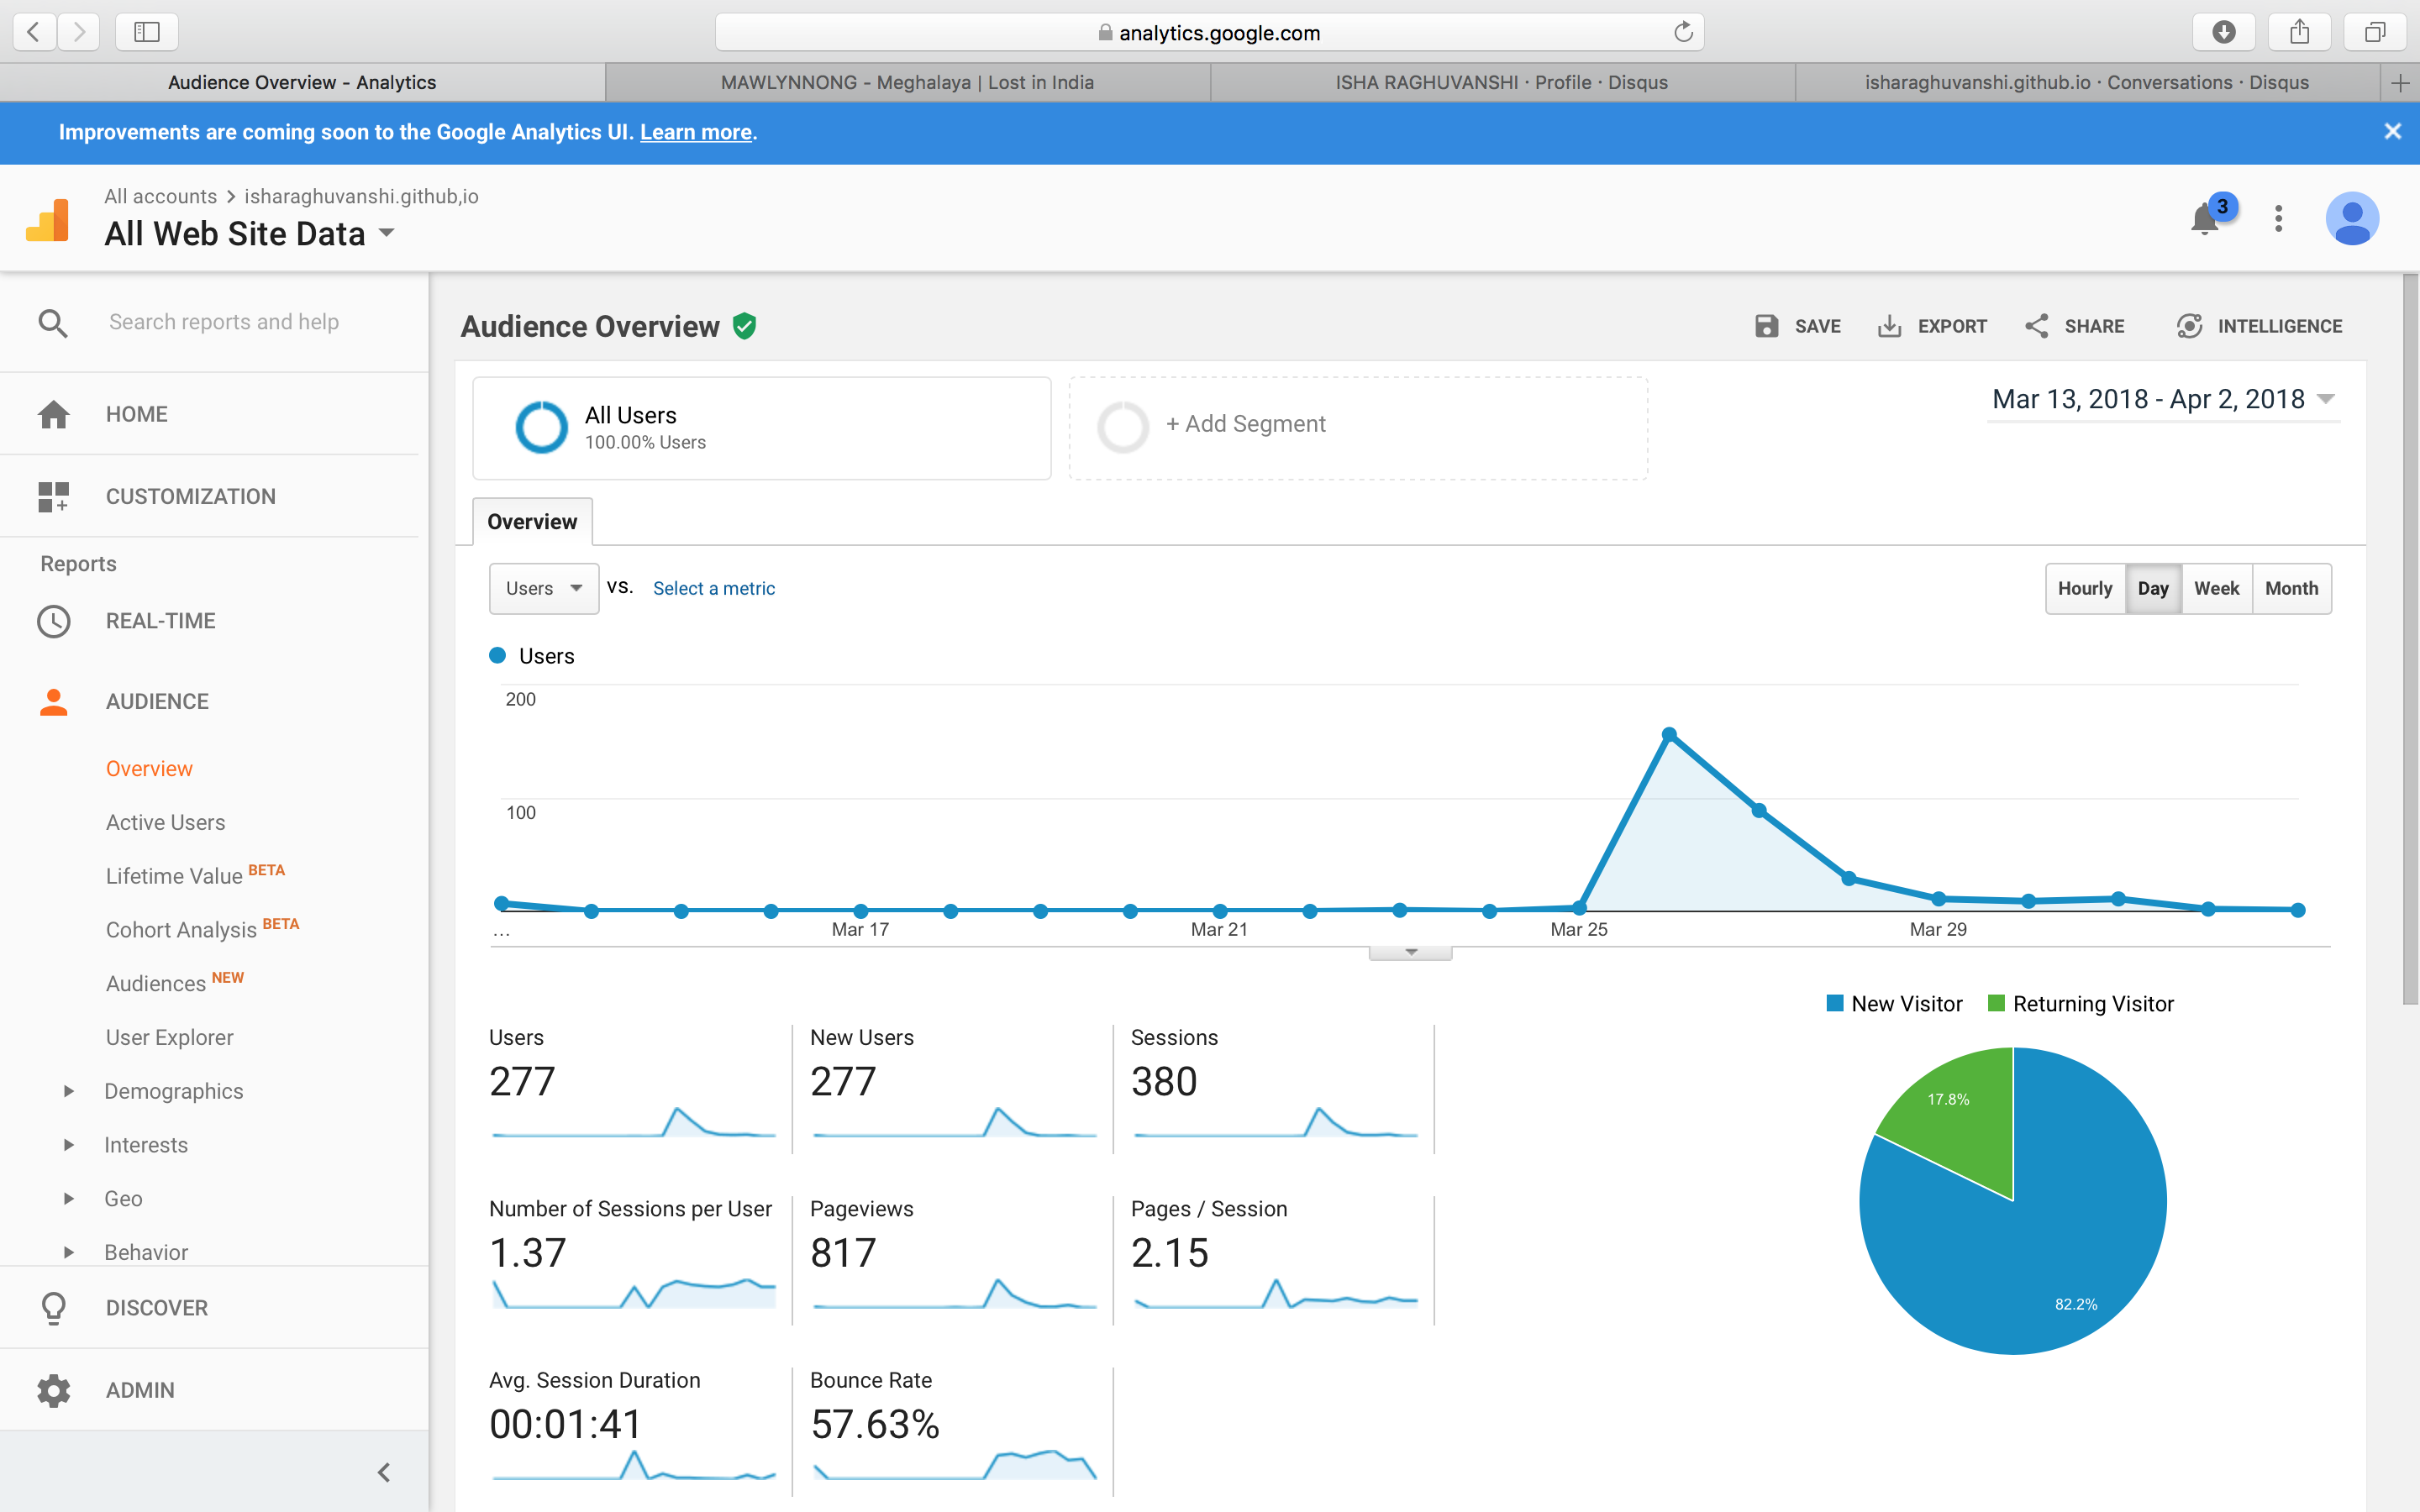 analytics.google.com
Audience Overview - Analytics
MAWLYNNONG - Meghalaya | Lost in India
ISHA RAGHUVANSHI · Profile · Disqus
isharaghuvanshi.github.io · Conversations · Disqus
Improvements are coming soon to the Google Analytics UI. Learn more.
All accounts > isharaghuvanshi.github,io
All Web Site Data
3
Search reports and help
HOME
CUSTOMIZATION
Reports
REAL-TIME
AUDIENCE
Overview
Active Users
Lifetime Value BETA
Cohort Analysis BETA
Audiences NEW
User Explorer
Demographics
Interests
Geo
Behavior
DISCOVER
ADMIN
Audience Overview
SAVE
EXPORT
SHARE
INTELLIGENCE
All Users
100.00% Users
+ Add Segment
Mar 13, 2018 - Apr 2, 2018
Overview
Users
VS.
Select a metric
Hourly
Day
Week
Month
Users
200
100
...
Mar 17
Mar 21
Mar 25
Mar 29
New Visitor
Returning Visitor
17.8%
82.2%
Users
277
New Users
277
Sessions
380
Number of Sessions per User
1.37
Pageviews
817
Pages / Session
2.15
Avg. Session Duration
00:01:41
Bounce Rate
57.63%